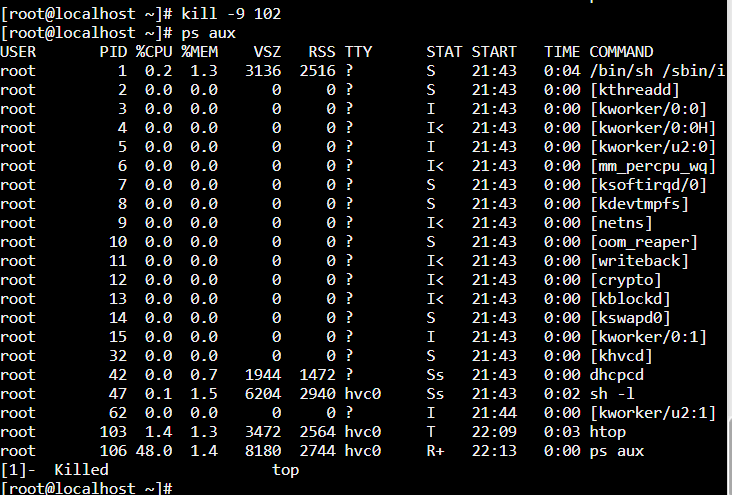 [root@localhost ~]# kill -9 102
[root@localhost ~]# ps aux
USER       PID %CPU %MEM    VSZ   RSS TTY      STAT START   TIME COMMAND
root         1  0.2  1.3   3136  2516 ?        S    21:43   0:04 /bin/sh /sbin/i
root         2  0.0  0.0      0     0 ?        S    21:43   0:00 [kthreadd]
root         3  0.0  0.0      0     0 ?        I    21:43   0:00 [kworker/0:0]
root         4  0.0  0.0      0     0 ?        I<   21:43   0:00 [kworker/0:0H]
root         5  0.0  0.0      0     0 ?        I    21:43   0:00 [kworker/u2:0]
root         6  0.0  0.0      0     0 ?        I<   21:43   0:00 [mm_percpu_wq]
root         7  0.0  0.0      0     0 ?        S    21:43   0:00 [ksoftirqd/0]
root         8  0.0  0.0      0     0 ?        S    21:43   0:00 [kdevtmpfs]
root         9  0.0  0.0      0     0 ?        I<   21:43   0:00 [netns]
root        10  0.0  0.0      0     0 ?        S    21:43   0:00 [oom_reaper]
root        11  0.0  0.0      0     0 ?        I<   21:43   0:00 [writeback]
root        12  0.0  0.0      0     0 ?        I<   21:43   0:00 [crypto]
root        13  0.0  0.0      0     0 ?        I<   21:43   0:00 [kblockd]
root        14  0.0  0.0      0     0 ?        S    21:43   0:00 [kswapd0]
root        15  0.0  0.0      0     0 ?        I    21:43   0:00 [kworker/0:1]
root        32  0.0  0.0      0     0 ?        S    21:43   0:00 [khvcd]
root        42  0.0  0.7   1944  1472 ?        Ss   21:43   0:00 dhcpcd
root        47  0.1  1.5   6204  2940 hvc0     Ss   21:43   0:02 sh -l
root        62  0.0  0.0      0     0 ?        I    21:44   0:00 [kworker/u2:1]
root       103  1.4  1.3   3472  2564 hvc0     T    22:09   0:03 htop
root       106 48.0  1.4   8180  2744 hvc0     R+   22:13   0:00 ps aux
[1]-  Killed                  top
[root@localhost ~]#